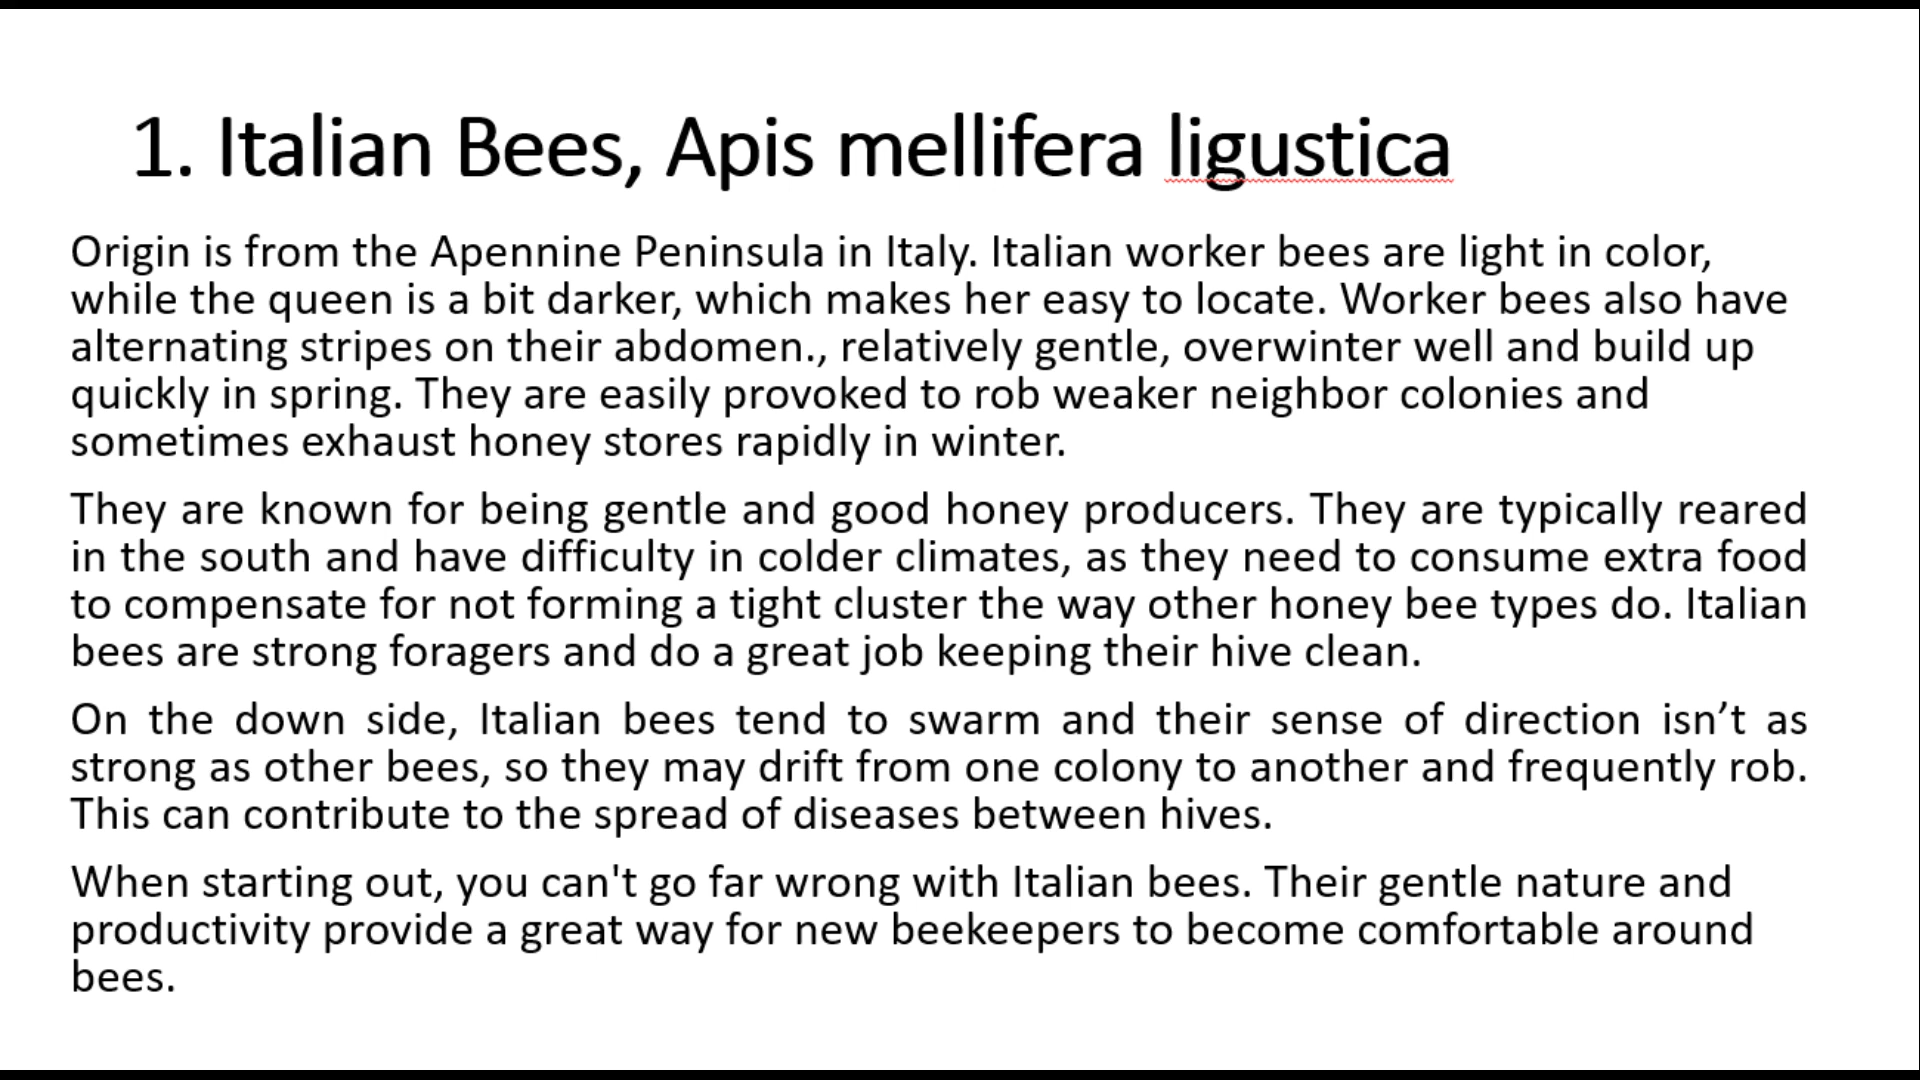 1. Italian Bees, Apis mellifera ligustica
Origin is from the Apennine Peninsula in Italy. Italian worker bees are light in color,
while the queen is a bit darker, which makes her easy to locate. Worker bees also have
alternating stripes on their abdomen., relatively gentle, overwinter well and build up
quickly in spring. They are easily provoked to rob weaker neighbor colonies and
sometimes exhaust honey stores rapidly in winter.
They are known for being gentle and good honey producers. They are typically reared
in the south and have difficulty in colder climates, as they need to consume extra food
to compensate for not forming a tight cluster the way other honey bee types do. Italian
bees are strong foragers and do a great job keeping their hive clean.
On the down side, Italian bees tend to swarm and their sense of direction isn’t as
strong as other bees, so they may drift from one colony to another and frequently rob.
This can contribute to the spread of diseases between hives.
When starting out, you can't go far wrong with Italian bees. Their gentle nature and
productivity provide a great way for new beekeepers to become comfortable around
bees.